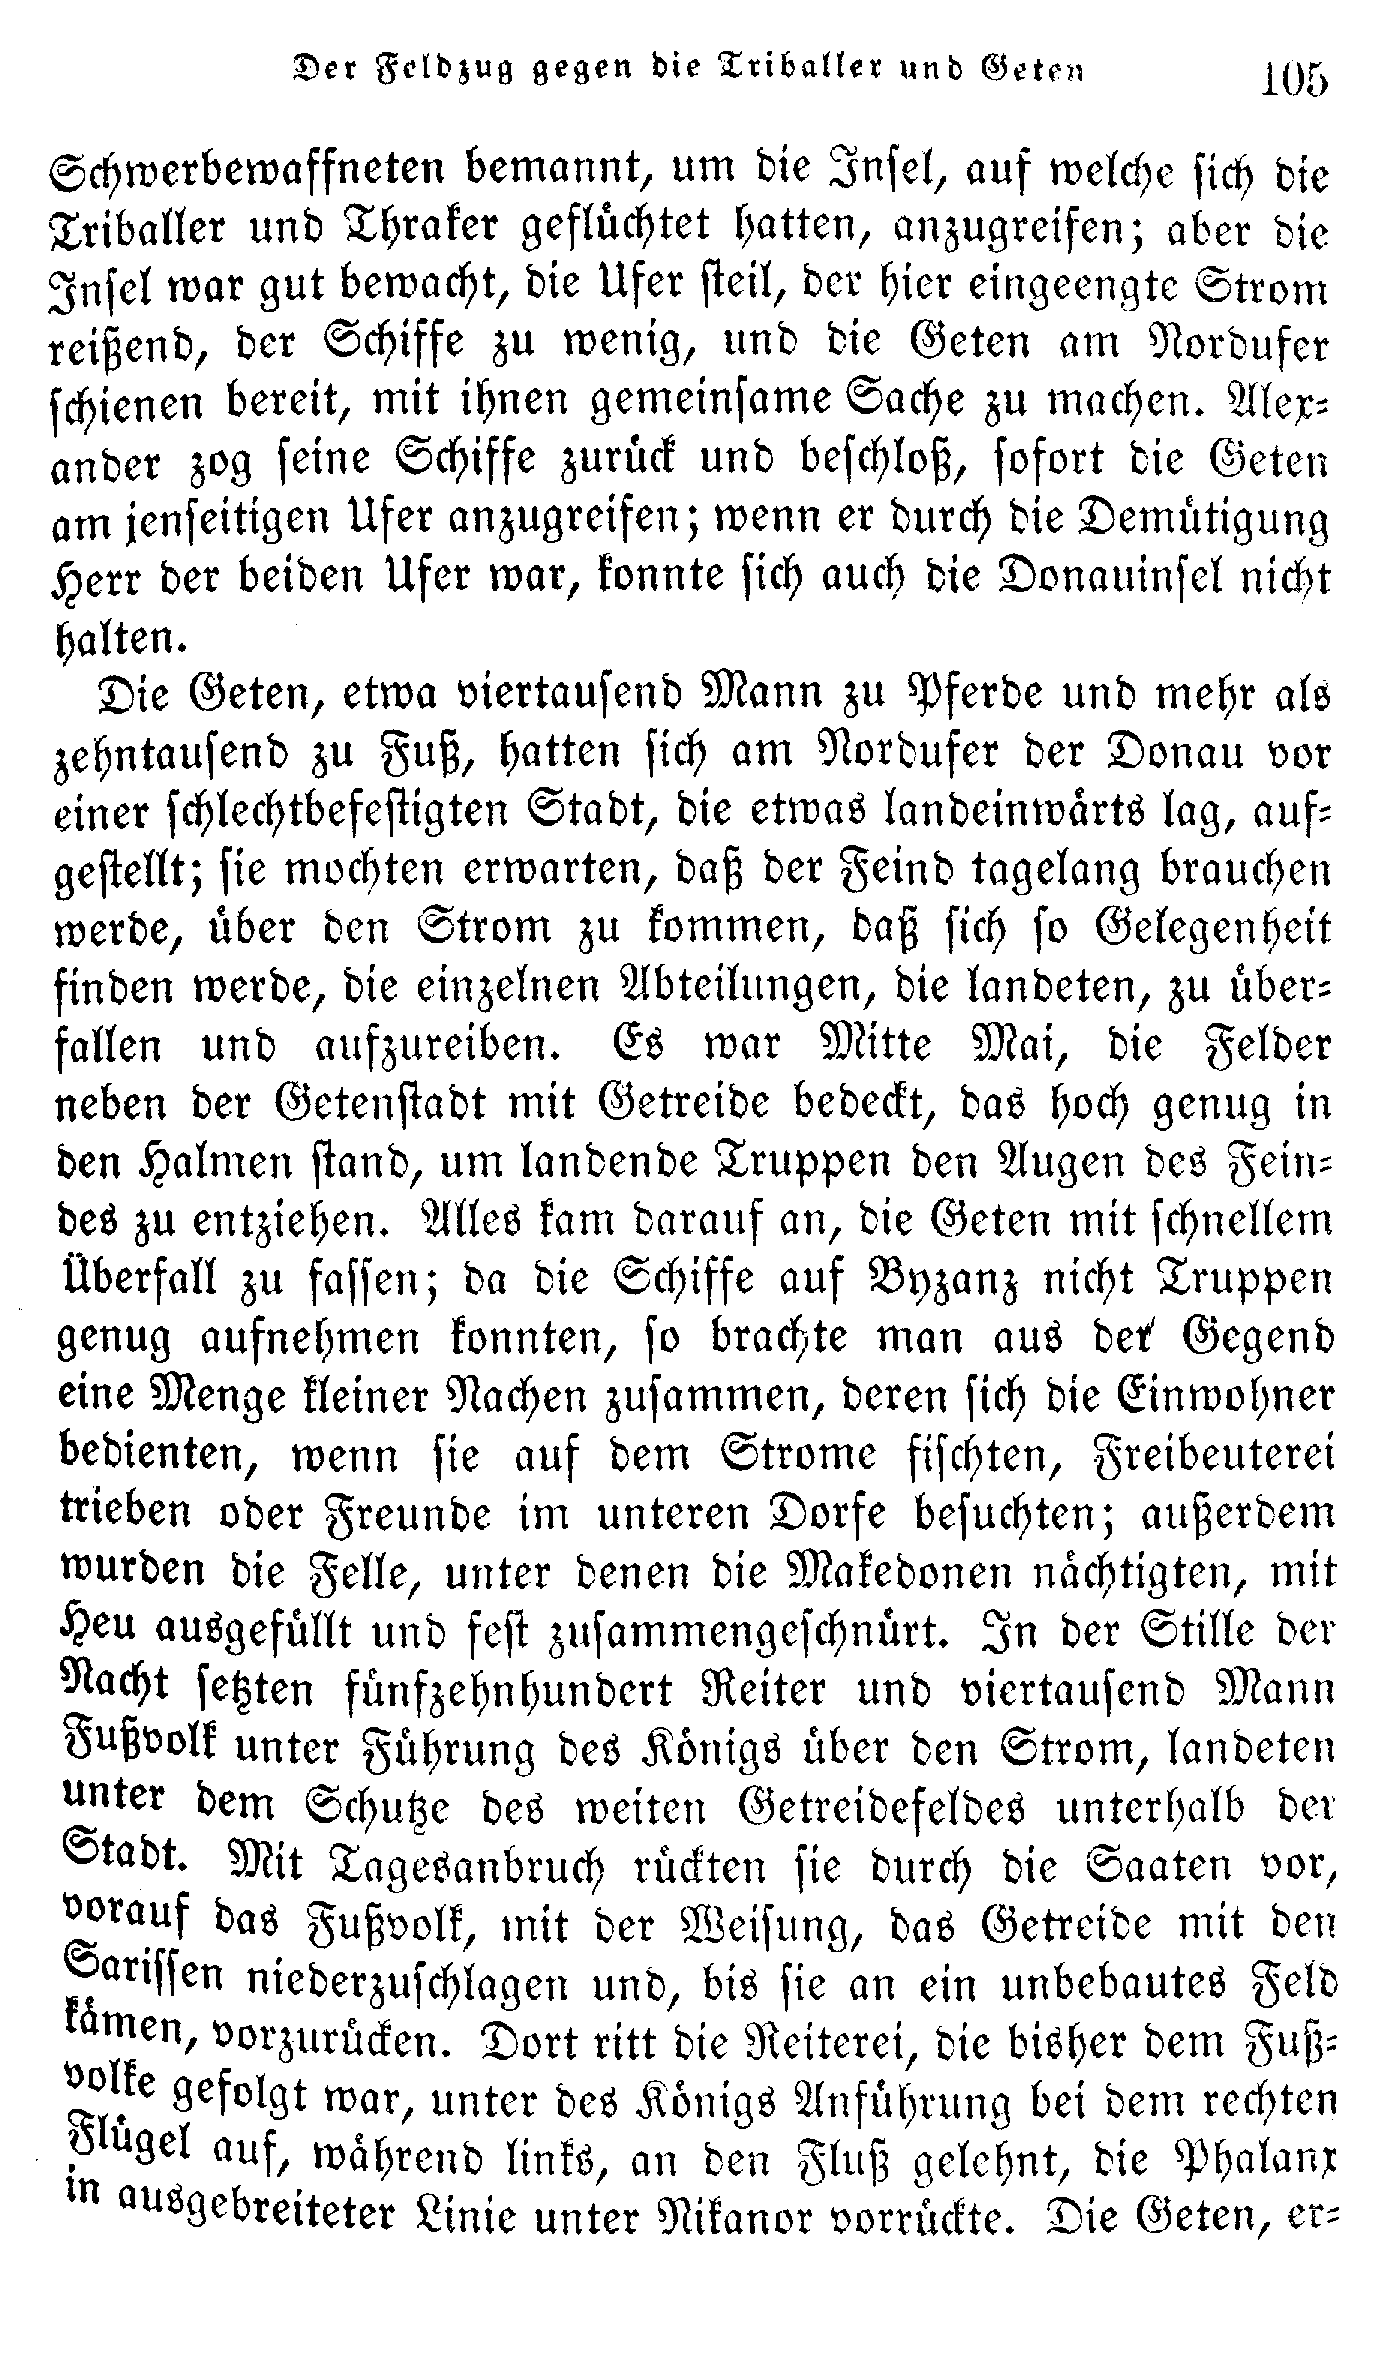 Der Feldzug gegen die Triballer und Geten 105
Schwerbewaffneten bemannt, um die Insel, auf welche sich die
Triballer und Thraker geflüchtet hatten, anzugreifen; aber die
Insel war gut bewacht, die Ufer steil, der hier eingeengte Strom
reißend, der Schiffe zu wenig, und die Geten am Nordufer
schienen bereit, mit ihnen gemeinsame Sache zu machen. Alex-
ander zog seine Schiffe zurück und beschloß, sofort die Geten
am jenseitigen Ufer anzugreifen; wenn er durch die Demütigung
Herr der beiden Ufer war, konnte sich auch die Donauinsel nicht
halten.
Die Geten, etwa viertausend Mann zu Pferde und mehr als
zehntausend zu Fuß, hatten sich am Nordufer der Donau vor
einer schlechtbefestigten Stadt, die etwas landeinwärts lag, auf-
gestellt; sie mochten erwarten, daß der Feind tagelang brauchen
werde, über den Strom zu kommen, daß sich so Gelegenheit
finden werde, die einzelnen Abteilungen, die landeten, zu über-
fallen und aufzureiben. Es war Mitte Mai, die Felder
neben der Getenstadt mit Getreide bedeckt, das hoch genug in
den Halmen stand, um landende Truppen den Augen des Fein-
des zu entziehen. Alles kam darauf an, die Geten mit schnellem
Überfall zu fassen; da die Schiffe auf Byzanz nicht Truppen
genug aufnehmen konnten, so brachte man aus der Gegend
eine Menge kleiner Nachen zusammen, deren sich die Einwohner
bedienten, wenn sie auf dem Strome fischten, Freibeuterei
trieben oder Freunde im unteren Dorfe besuchten; außerdem
wurden die Felle, unter denen die Makedonen nächtigten, mit
Heu ausgefüllt und fest zusammengeschnürt. In der Stille der
Nacht setzten fünfzehnhundert Reiter und viertausend Mann
Fußvolk unter Führung des Königs über den Strom, landeten
unter dem Schutze des weiten Getreidefeldes unterhalb der
Stadt. Mit Tagesanbruch rückten sie durch die Saaten vor,
vorauf das Fußvolk, mit der Weisung, das Getreide mit den
Sarissen niederzuschlagen und, bis sie an ein unbebautes Feld
kämen, vorzurücken. Dort ritt die Reiterei, die bisher dem Fuß-
volke gefolgt war, unter des Königs Anführung bei dem rechten
Flügel auf, während links, an den Fluß gelehnt, die Phalanx
in ausgebreiteter Linie unter Nikanor vorrückte. Die Geten, er-